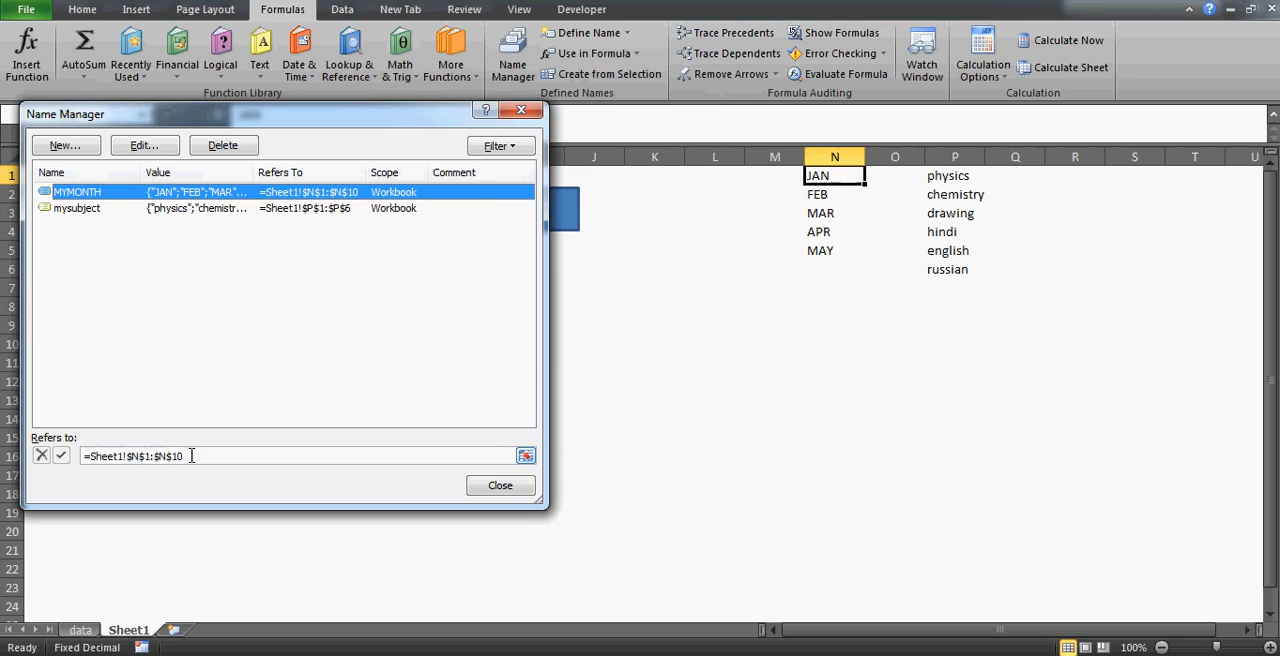 File Home Insert Page Layout Formulas Data New Tab Review View Developer
fx Insert Function
Σ AutoSum
Recently Used
Financial
Logical
Text
Date & Time
Lookup & Reference
Math & Trig
More Functions
Function Library
Name Manager
Define Name
Use in Formula
Create from Selection
Defined Names
Trace Precedents
Trace Dependents
Remove Arrows
Show Formulas
Error Checking
Evaluate Formula
Formula Auditing
Watch Window
Calculation Options
Calculate Now
Calculate Sheet
Calculation
Name Manager
New... Edit... Delete Filter
Name Value Refers To Scope Comment
MYMONTH {"JAN";"FEB";"MAR"... =Sheet1!$N$1:$N$10 Workbook
mysubject {"physics";"chemistr... =Sheet1!$P$1:$P$6 Workbook
Refers to:
=Sheet1!$N$1:$N$10
Close
J K L M N O P Q R S T U
1 JAN physics
2 FEB chemistry
3 MAR drawing
4 APR hindi
5 MAY english
6 russian
7
8
9
10
11
12
13
14
15
16
17
18
19
20
21
22
23
24
data Sheet1
Ready Fixed Decimal 100%